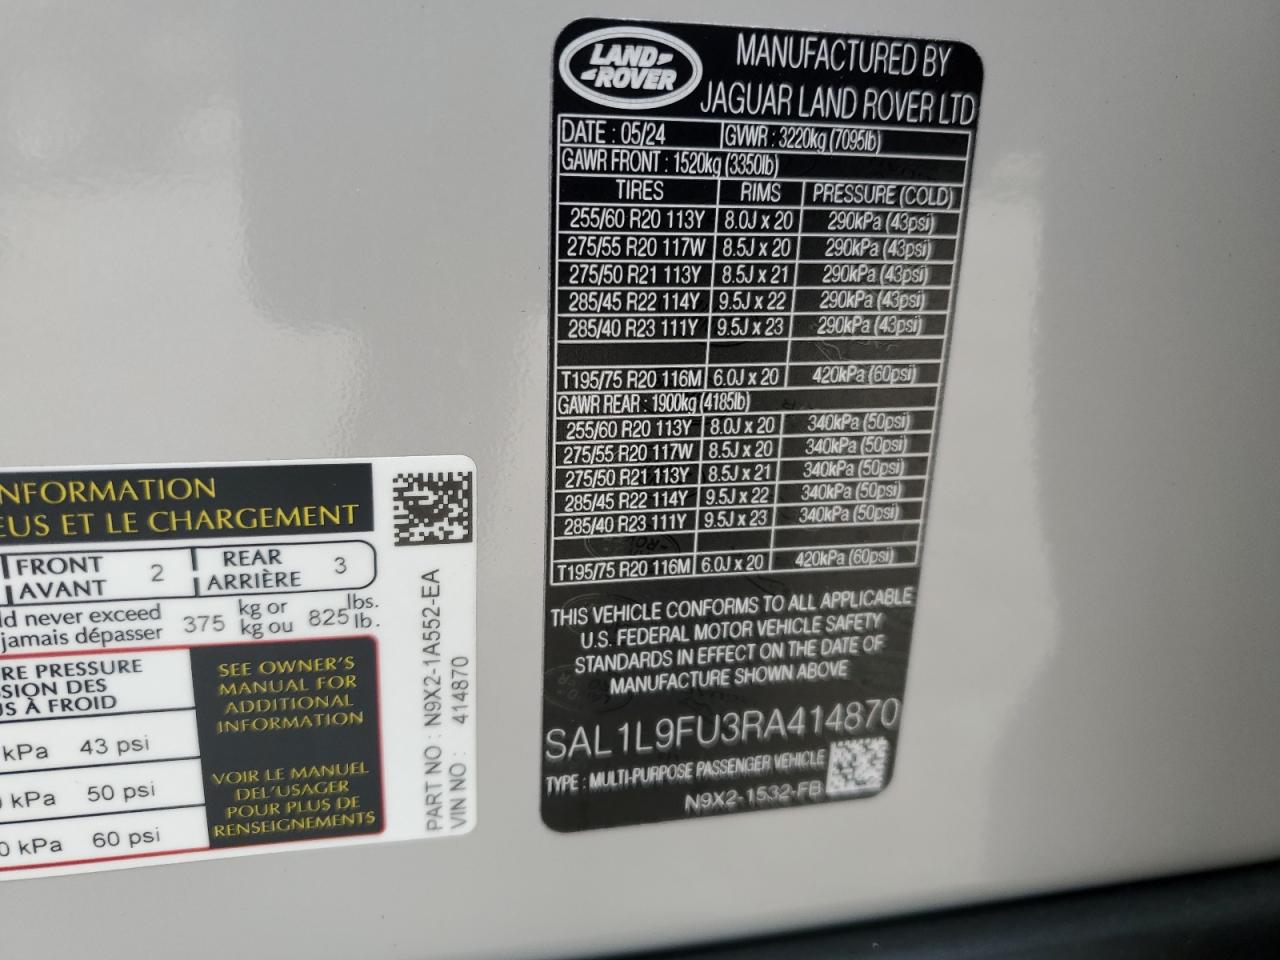 LAND ROVER
MANUFACTURED BY
JAGUAR LAND ROVER LTD
DATE : 05/24 GVWR : 3220kg (7095lb)
GAWR FRONT : 1520kg (3350lb)
TIRES RIMS PRESSURE (COLD)
255/60 R20 113Y 8.0J x 20 290kPa (43psi)
275/55 R20 117W 8.5J x 20 290kPa (43psi)
275/50 R21 113Y 8.5J x 21 290kPa (43psi)
285/45 R22 114Y 9.5J x 22 290kPa (43psi)
285/40 R23 111Y 9.5J x 23 290kPa (43psi)
T195/75 R20 116M 6.0J x 20 420kPa (60psi)
GAWR REAR : 1900kg (4185lb)
255/60 R20 113Y 8.0J x 20 340kPa (50psi)
275/55 R20 117W 8.5J x 20 340kPa (50psi)
275/50 R21 113Y 8.5J x 21 340kPa (50psi)
285/45 R22 114Y 9.5J x 22 340kPa (50psi)
285/40 R23 111Y 9.5J x 23 340kPa (50psi)
T195/75 R20 116M 6.0J x 20 420kPa (60psi)
THIS VEHICLE CONFORMS TO ALL APPLICABLE
U.S. FEDERAL MOTOR VEHICLE SAFETY
STANDARDS IN EFFECT ON THE DATE OF
MANUFACTURE SHOWN ABOVE
SAL1L9FU3RA414870
TYPE : MULTI-PURPOSE PASSENGER VEHICLE
N9X2-1532-FB
NFORMATION
EUS ET LE CHARGEMENT
FRONT 2 REAR 3
AVANT ARRIÈRE
ld never exceed 375 kg or 825 lbs.
jamais dépasser kg ou lb.
RE PRESSURE
SION DES
S À FROID
kPa 43 psi
kPa 50 psi
0 kPa 60 psi
SEE OWNER'S
MANUAL FOR
ADDITIONAL
INFORMATION
VOIR LE MANUEL
DEL'USAGER
POUR PLUS DE
RENSEIGNEMENTS
PART NO : N9X2-1A552-EA
VIN NO : 414870